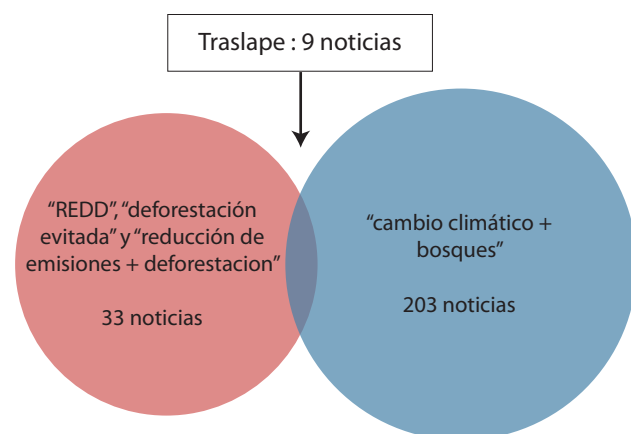 Traslape : 9 noticias
“REDD”, “deforestación
evitada” y “reducción de
emisiones + deforestacion”
33 noticias
“cambio climático +
bosques”
203 noticias